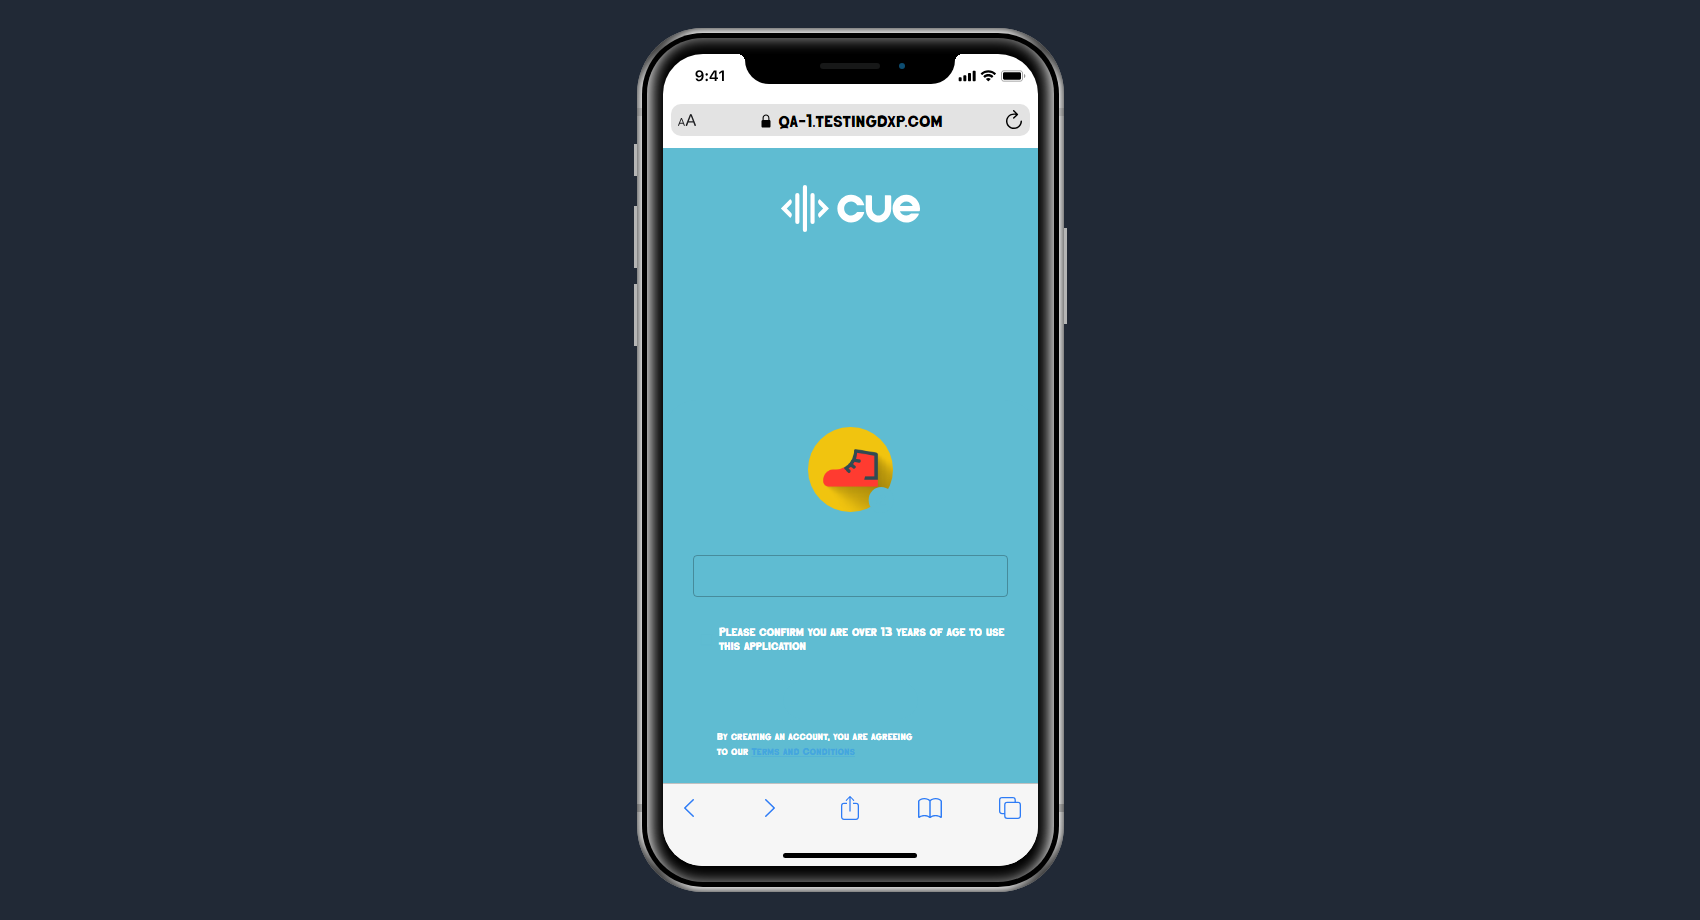 9:41
AA
QA-1.TESTINGDXP.COM
cue
PLEASE CONFIRM YOU ARE OVER 13 YEARS OF AGE TO USE
THIS APPLICATION
BY CREATING AN ACCOUNT, YOU ARE AGREEING
TO OUR TERMS AND CONDITIONS